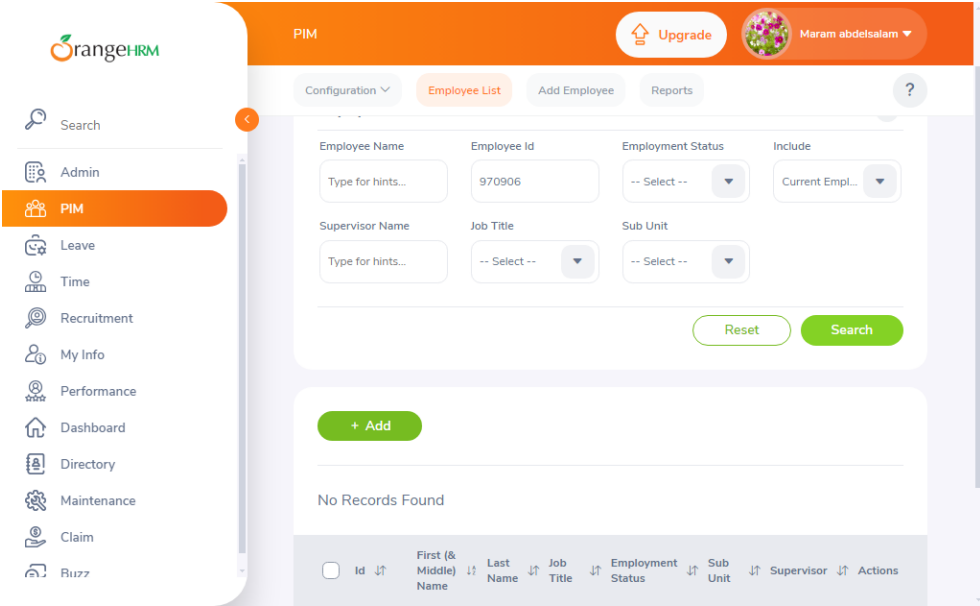 OrangeHRM
PIM
Upgrade
Maram abdelsalam
Configuration
Employee List
Add Employee
Reports
?
Search
Admin
PIM
Leave
Time
Recruitment
My Info
Performance
Dashboard
Directory
Maintenance
Claim
Buzz
Employee Name
Employee Id
Employment Status
Include
Type for hints...
970906
-- Select --
Current Empl...
Supervisor Name
Job Title
Sub Unit
Type for hints...
-- Select --
-- Select --
Reset
Search
+ Add
No Records Found
Id
First (& Middle) Name
Last Name
Job Title
Employment Status
Sub Unit
Supervisor
Actions